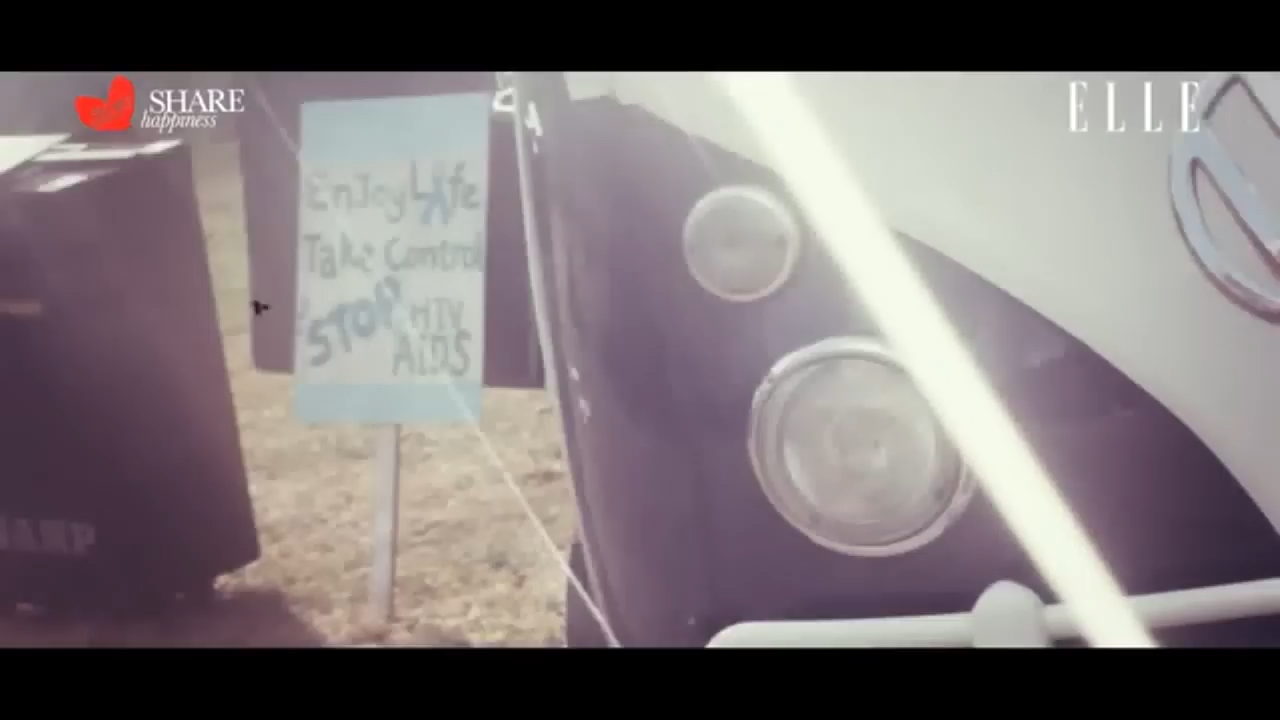 SHARE
happiness
ELLE
EnJoy Life
Take Control
STOP HIV
AiDS